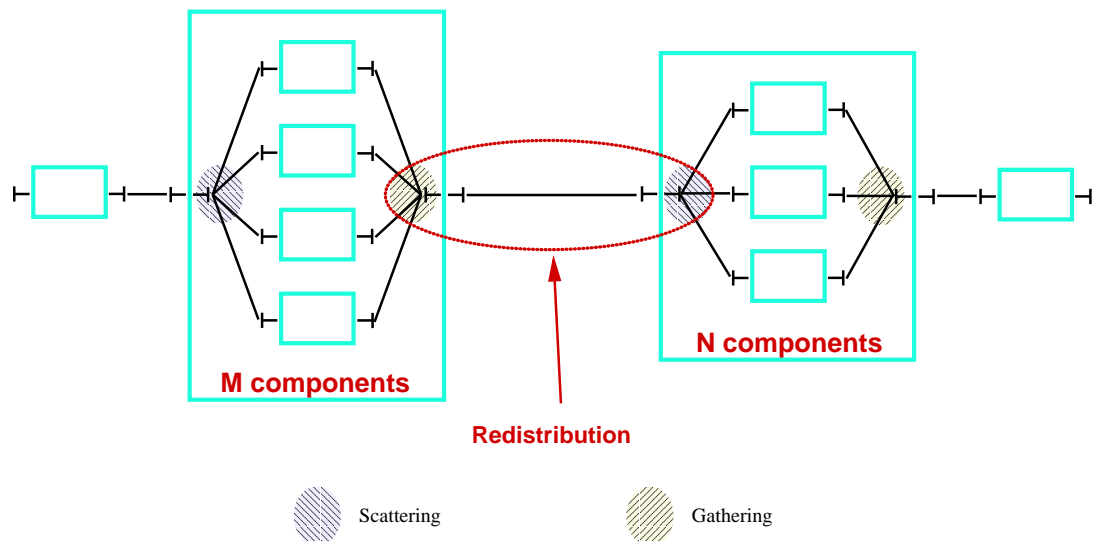 N components
M components
Redistribution
Scattering
Gathering